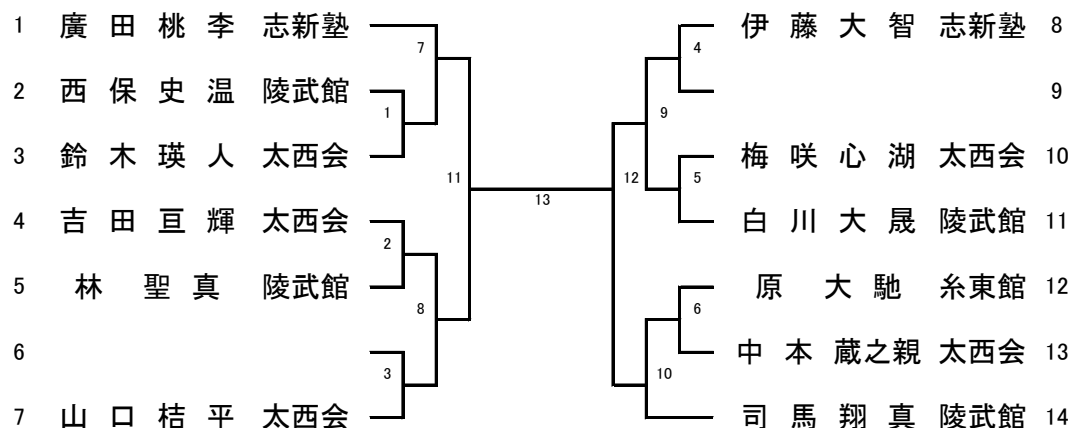 1 廣田桃李 志新塾
2 西保史温 陵武館
3 鈴木瑛人 太西会
4 吉田亘輝 太西会
5 林聖真 陵武館
6
7 山口桔平 太西会
7
1
11
2
8
3
13
4
9
12
5
6
10
伊藤大智 志新塾 8
9
梅咲心湖 太西会 10
白川大晟 陵武館 11
原大馳 糸東館 12
中本蔵之親 太西会 13
司馬翔真 陵武館 14